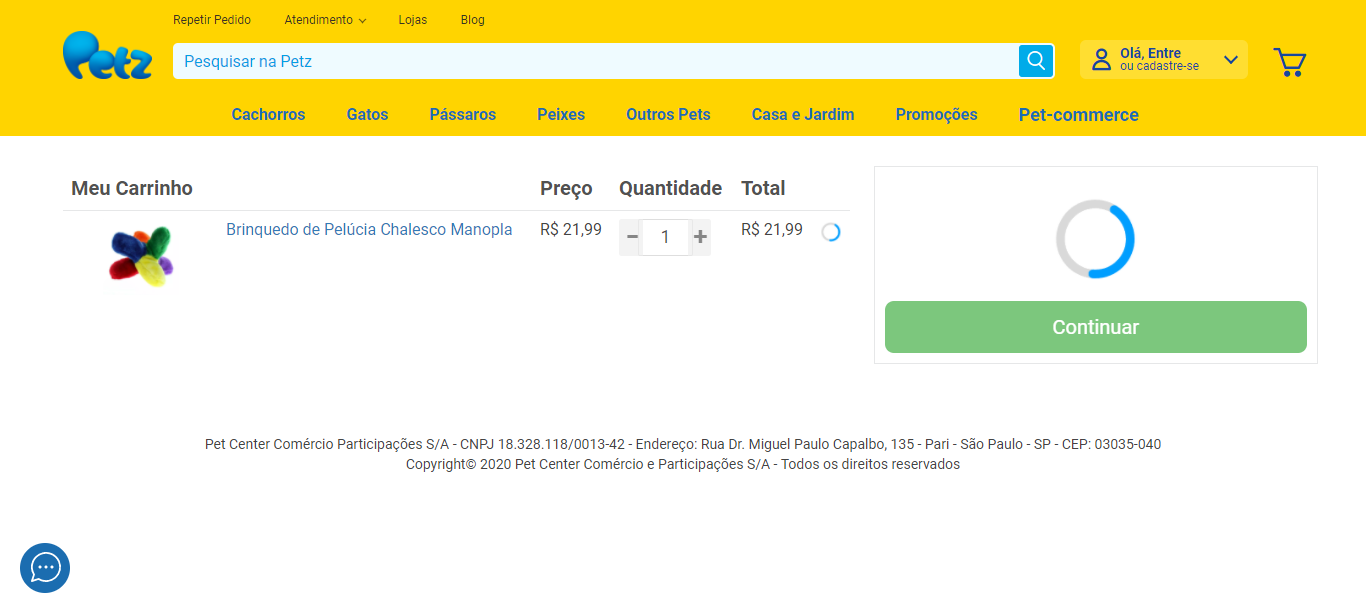 Repetir Pedido Atendimento Lojas Blog
Petz
Pesquisar na Petz
Olá, Entre
ou cadastre-se
Cachorros Gatos Pássaros Peixes Outros Pets Casa e Jardim Promoções Pet-commerce
Meu Carrinho Preço Quantidade Total
Brinquedo de Pelúcia Chalesco Manopla R$ 21,99 − 1 + R$ 21,99
Continuar
Pet Center Comércio Participações S/A - CNPJ 18.328.118/0013-42 - Endereço: Rua Dr. Miguel Paulo Capalbo, 135 - Pari - São Paulo - SP - CEP: 03035-040
Copyright© 2020 Pet Center Comércio e Participações S/A - Todos os direitos reservados